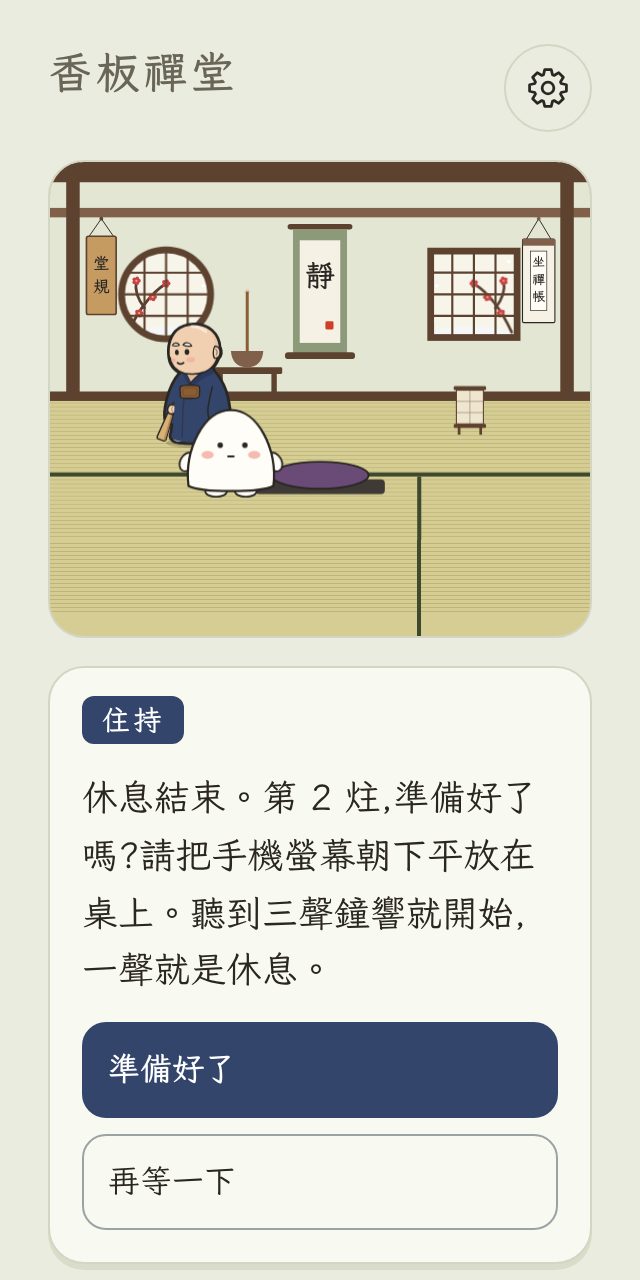 香板禪堂
堂規
靜
坐禪帳
住持
休息結束。第 2 炷,準備好了
嗎?請把手機螢幕朝下平放在
桌上。聽到三聲鐘響就開始,
一聲就是休息。
準備好了
再等一下